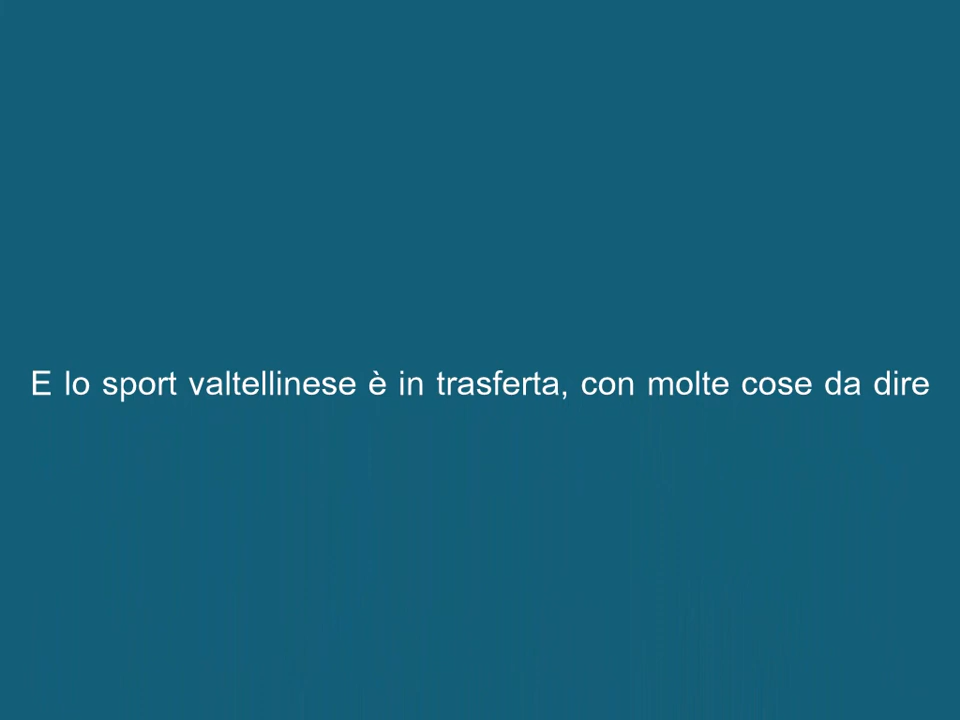 E lo sport valtellinese è in trasferta, con molte cose da dire